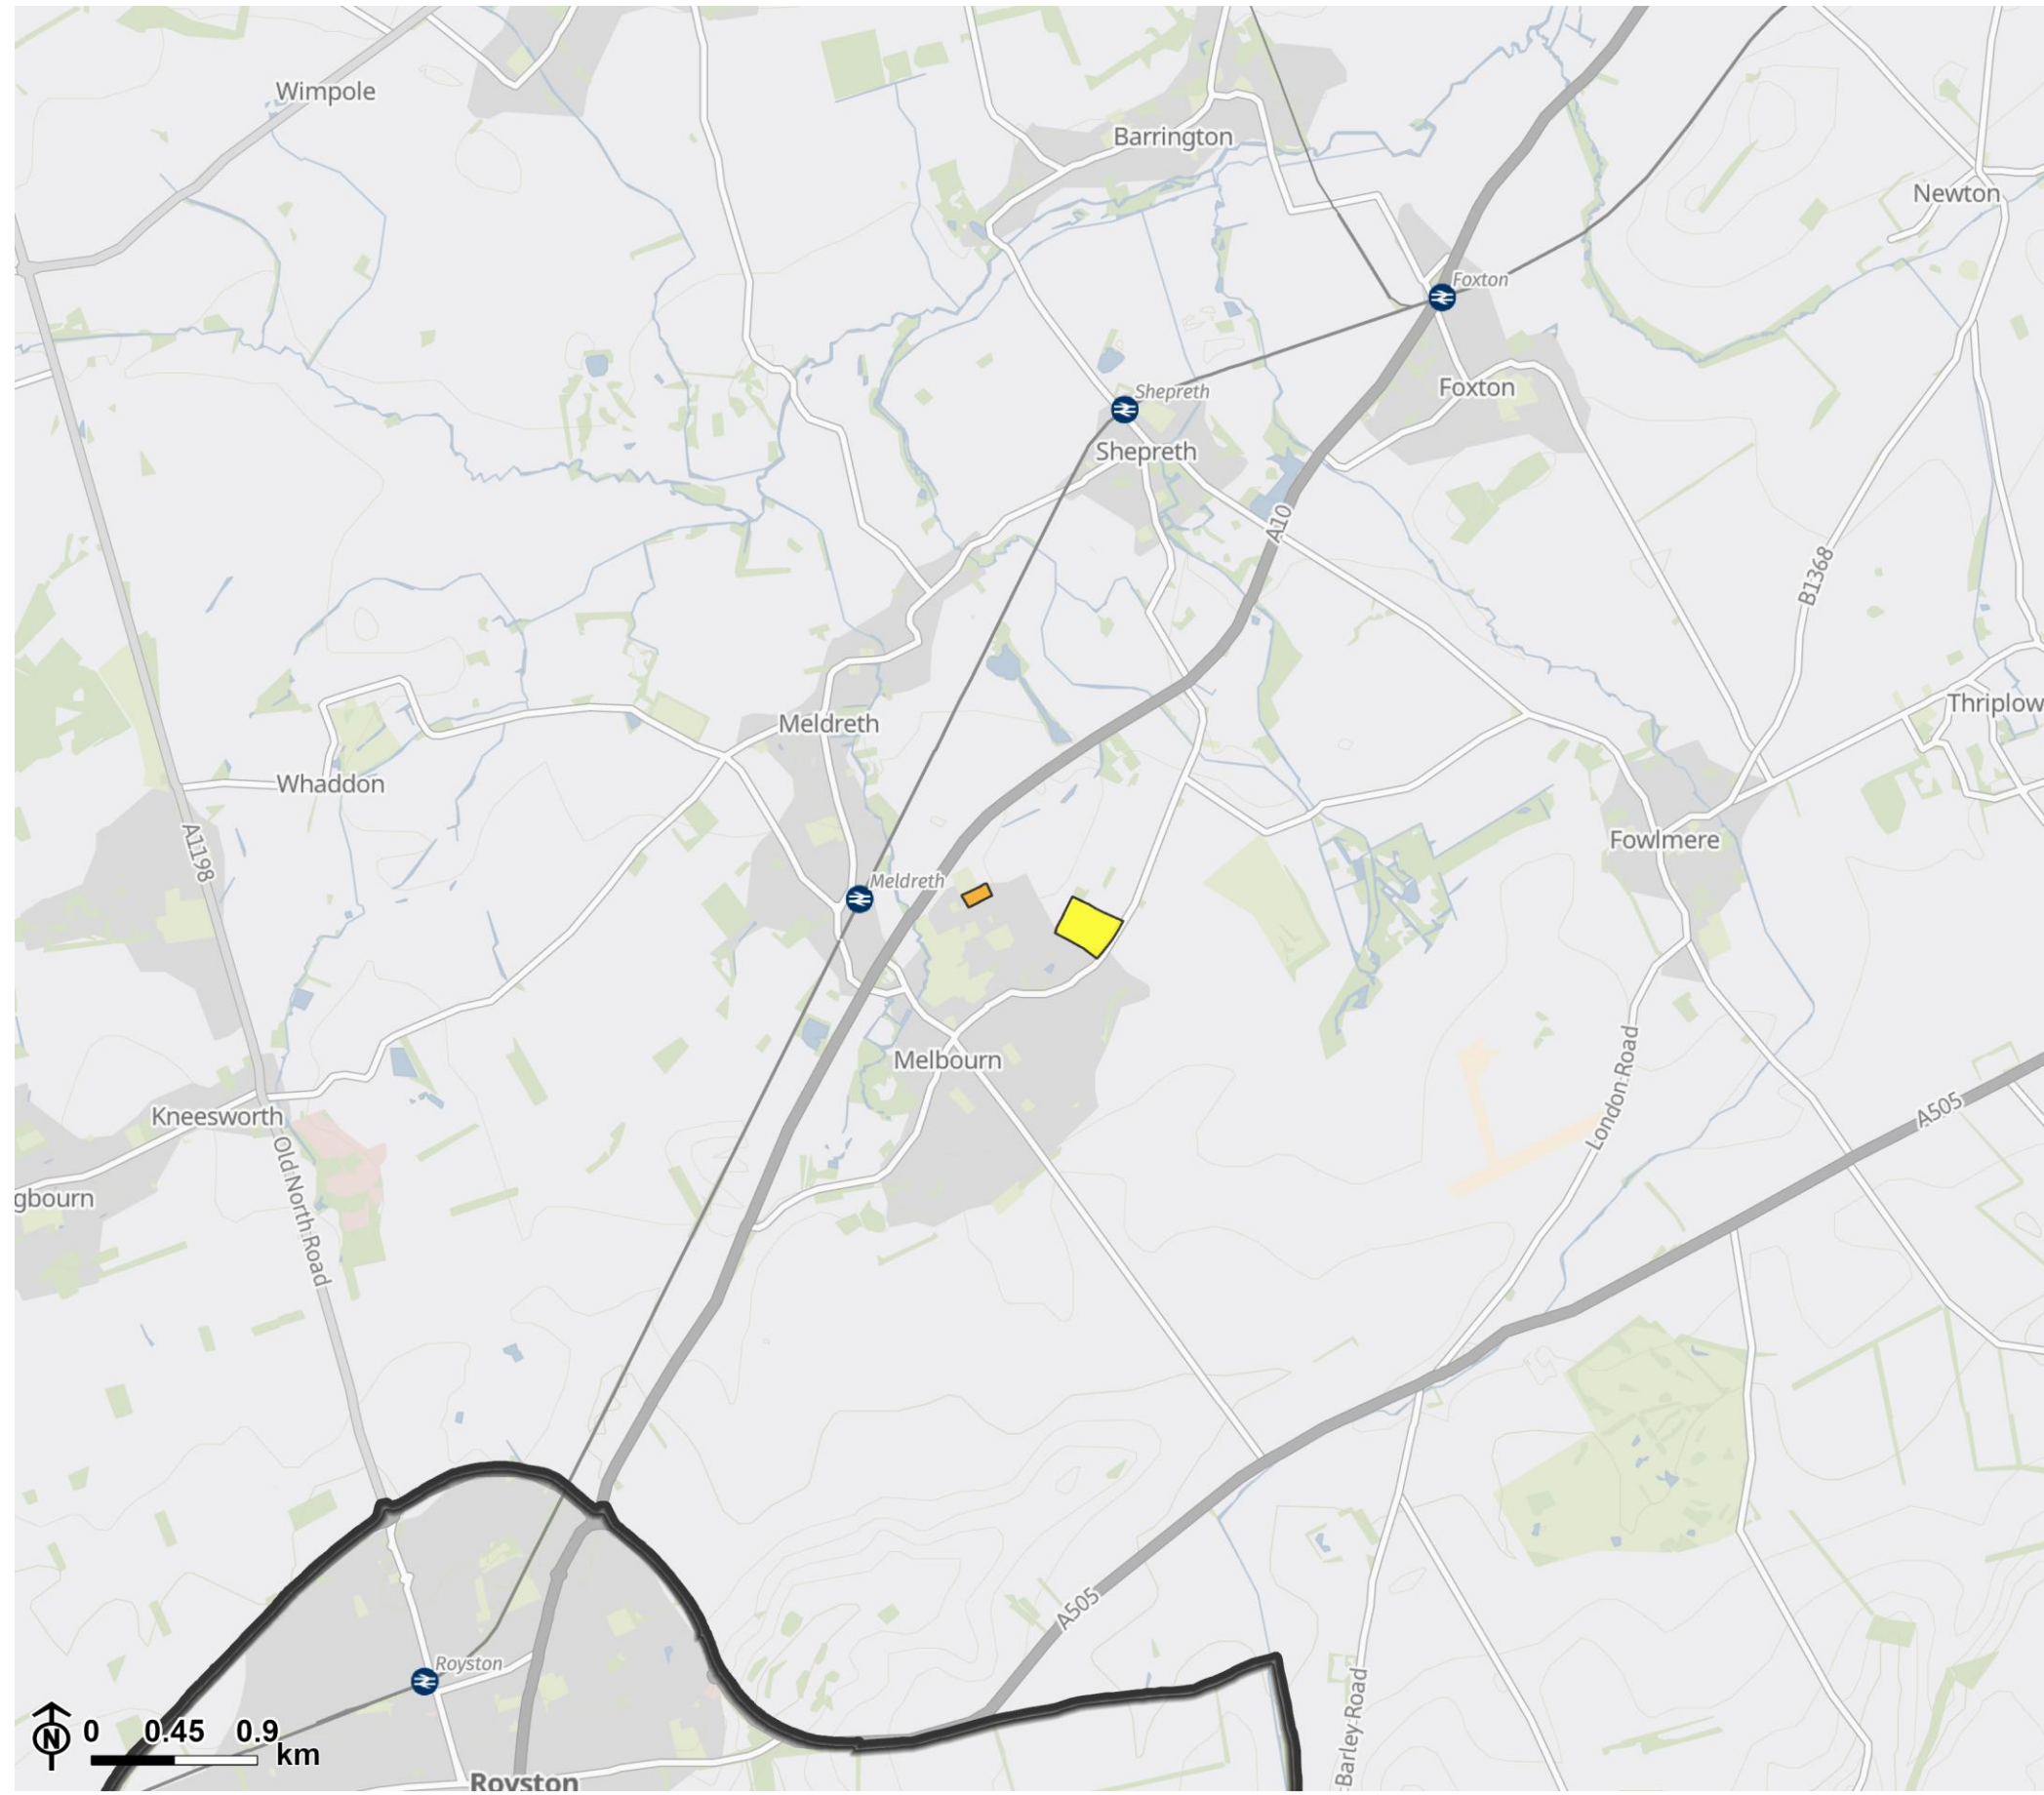 Wimpole
Barrington
Newton
Foxton
Foxton
Shepreth
Shepreth
A10
B1368
Thriplow
Meldreth
Whaddon
A1198
Fowlmere
Meldreth
Melbourn
London Road
A505
Kneesworth
Old North Road
gbourn
A505
Royston
Barley Road
0 0.45 0.9
km
N
Royston